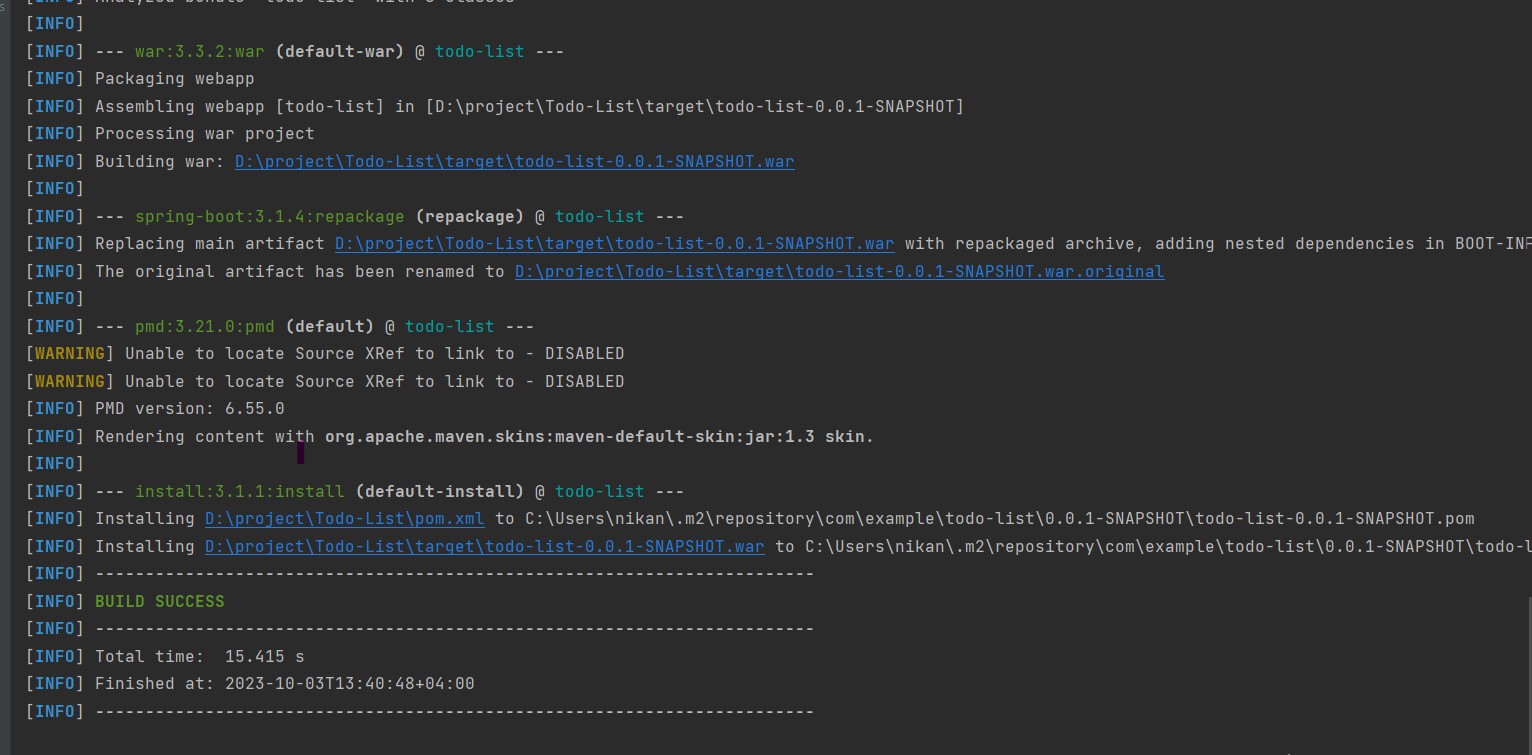 [INFO]
[INFO] --- war:3.3.2:war (default-war) @ todo-list ---
[INFO] Packaging webapp
[INFO] Assembling webapp [todo-list] in [D:\project\Todo-List\target\todo-list-0.0.1-SNAPSHOT]
[INFO] Processing war project
[INFO] Building war: D:\project\Todo-List\target\todo-list-0.0.1-SNAPSHOT.war
[INFO]
[INFO] --- spring-boot:3.1.4:repackage (repackage) @ todo-list ---
[INFO] Replacing main artifact D:\project\Todo-List\target\todo-list-0.0.1-SNAPSHOT.war with repackaged archive, adding nested dependencies in BOOT-INF
[INFO] The original artifact has been renamed to D:\project\Todo-List\target\todo-list-0.0.1-SNAPSHOT.war.original
[INFO]
[INFO] --- pmd:3.21.0:pmd (default) @ todo-list ---
[WARNING] Unable to locate Source XRef to link to - DISABLED
[WARNING] Unable to locate Source XRef to link to - DISABLED
[INFO] PMD version: 6.55.0
[INFO] Rendering content with org.apache.maven.skins:maven-default-skin:jar:1.3 skin.
[INFO]
[INFO] --- install:3.1.1:install (default-install) @ todo-list ---
[INFO] Installing D:\project\Todo-List\pom.xml to C:\Users\nikan\.m2\repository\com\example\todo-list\0.0.1-SNAPSHOT\todo-list-0.0.1-SNAPSHOT.pom
[INFO] Installing D:\project\Todo-List\target\todo-list-0.0.1-SNAPSHOT.war to C:\Users\nikan\.m2\repository\com\example\todo-list\0.0.1-SNAPSHOT\todo-l
[INFO] ------------------------------------------------------------------------
[INFO] BUILD SUCCESS
[INFO] ------------------------------------------------------------------------
[INFO] Total time:  15.415 s
[INFO] Finished at: 2023-10-03T13:40:48+04:00
[INFO] ------------------------------------------------------------------------